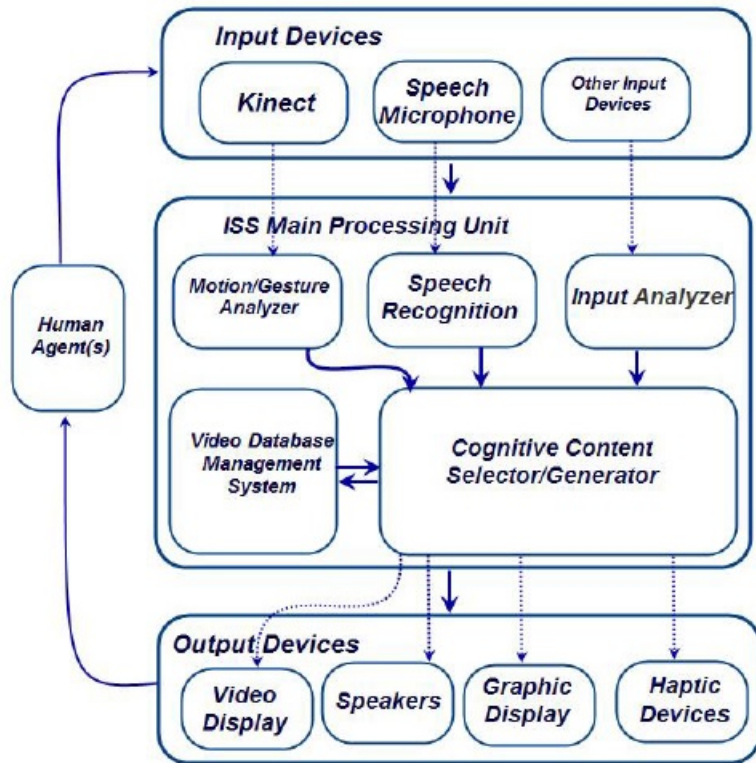 Input Devices
Kinect
Speech
Microphone
Other Input
Devices
ISS Main Processing Unit
Motion/Gesture
Analyzer
Speech
Recognition
Input Analyzer
Human
Agent(s)
Video Database
Management
System
Cognitive Content
Selector/Generator
Output Devices
Video
Display
Speakers
Graphic
Display
Haptic
Devices